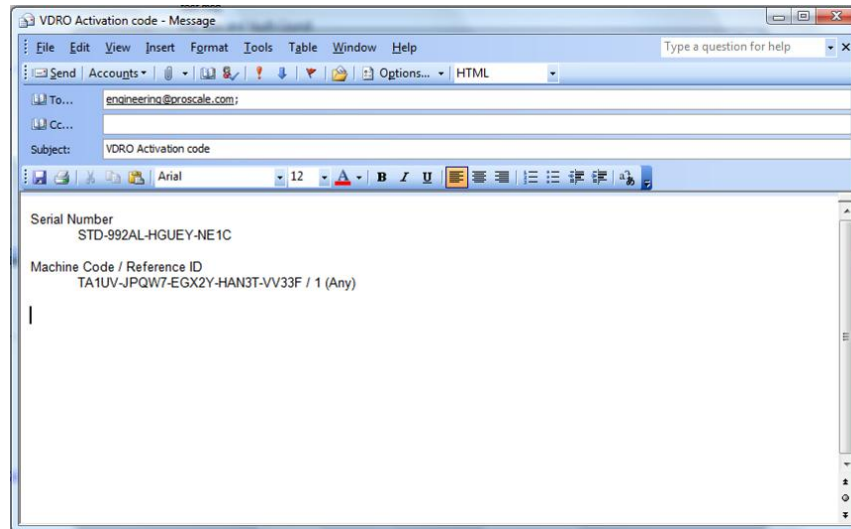 VDRO Activation code - Message
File Edit View Insert Format Tools Table Window Help Type a question for help
Send Accounts Options... HTML
To... engineering@proscale.com;
Cc...
Subject: VDRO Activation code
Arial 12 A B I U
Serial Number
STD-992AL-HGUEY-NE1C
Machine Code / Reference ID
TA1UV-JPQW7-EGX2Y-HAN3T-VV33F / 1 (Any)